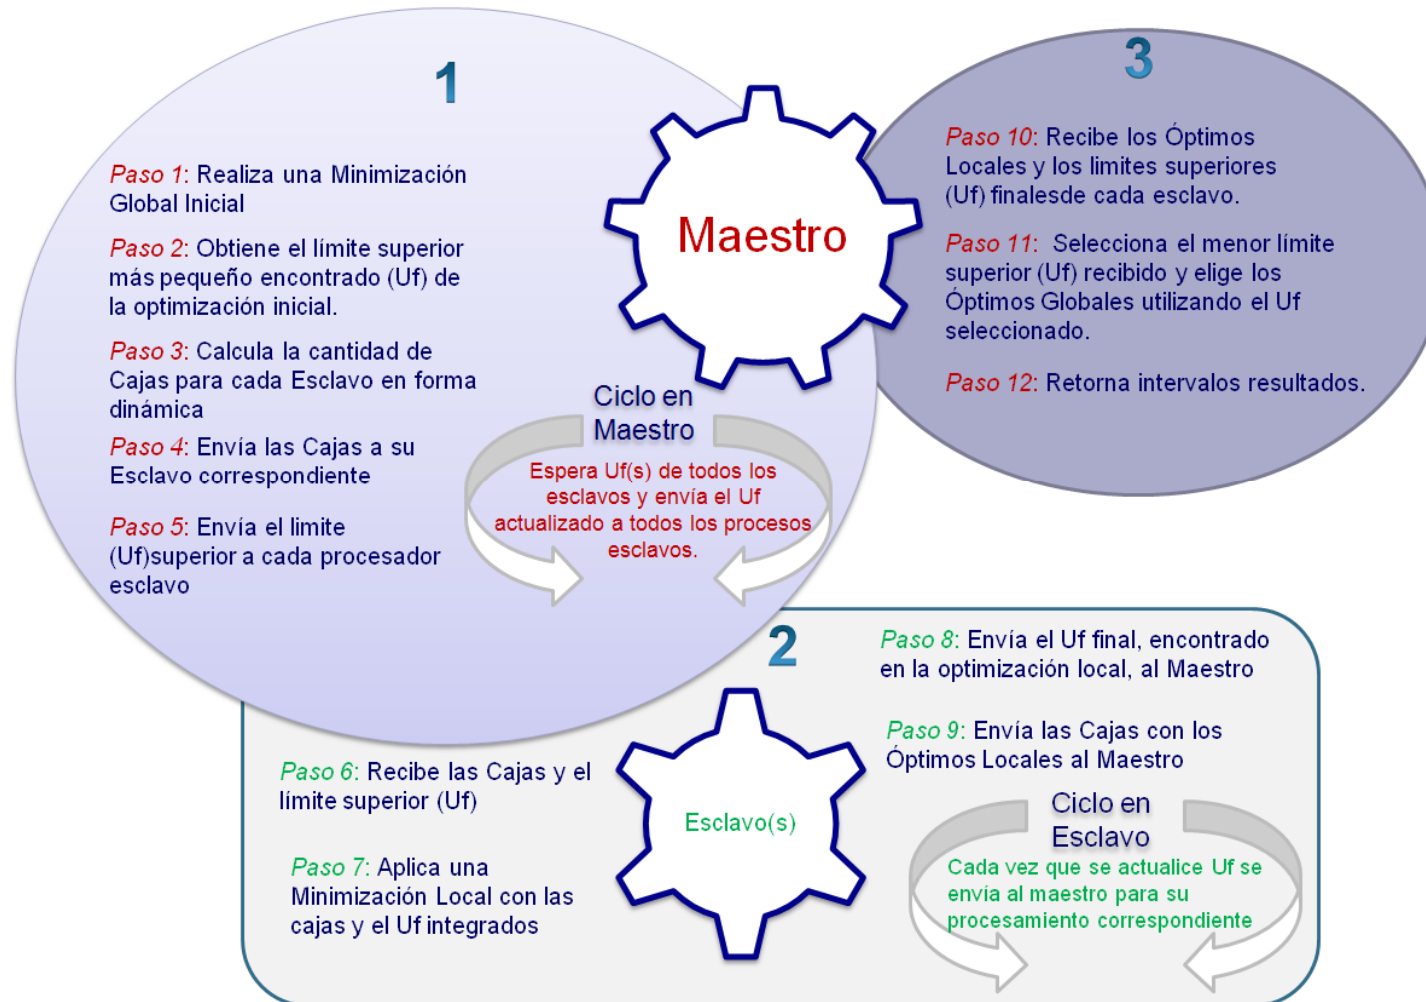 1
Paso 1: Realiza una Minimización
Global Inicial
Paso 2: Obtiene el límite superior
más pequeño encontrado (Uf) de
la optimización inicial.
Paso 3: Calcula la cantidad de
Cajas para cada Esclavo en forma
dinámica
Paso 4: Envía las Cajas a su
Esclavo correspondiente
Paso 5: Envía el limite
(Uf)superior a cada procesador
esclavo
Maestro
Ciclo en
Maestro
Espera Uf(s) de todos los
esclavos y envía el Uf
actualizado a todos los procesos
esclavos.
2
Paso 6: Recibe las Cajas y el
límite superior (Uf)
Paso 7: Aplica una
Minimización Local con las
cajas y el Uf integrados
Esclavo(s)
Paso 8: Envía el Uf final, encontrado
en la optimización local, al Maestro
Paso 9: Envía las Cajas con los
Óptimos Locales al Maestro
Ciclo en
Esclavo
Cada vez que se actualice Uf se
envía al maestro para su
procesamiento correspondiente
3
Paso 10: Recibe los Óptimos
Locales y los limites superiores
(Uf) finalesde cada esclavo.
Paso 11: Selecciona el menor límite
superior (Uf) recibido y elige los
Óptimos Globales utilizando el Uf
seleccionado.
Paso 12: Retorna intervalos resultados.